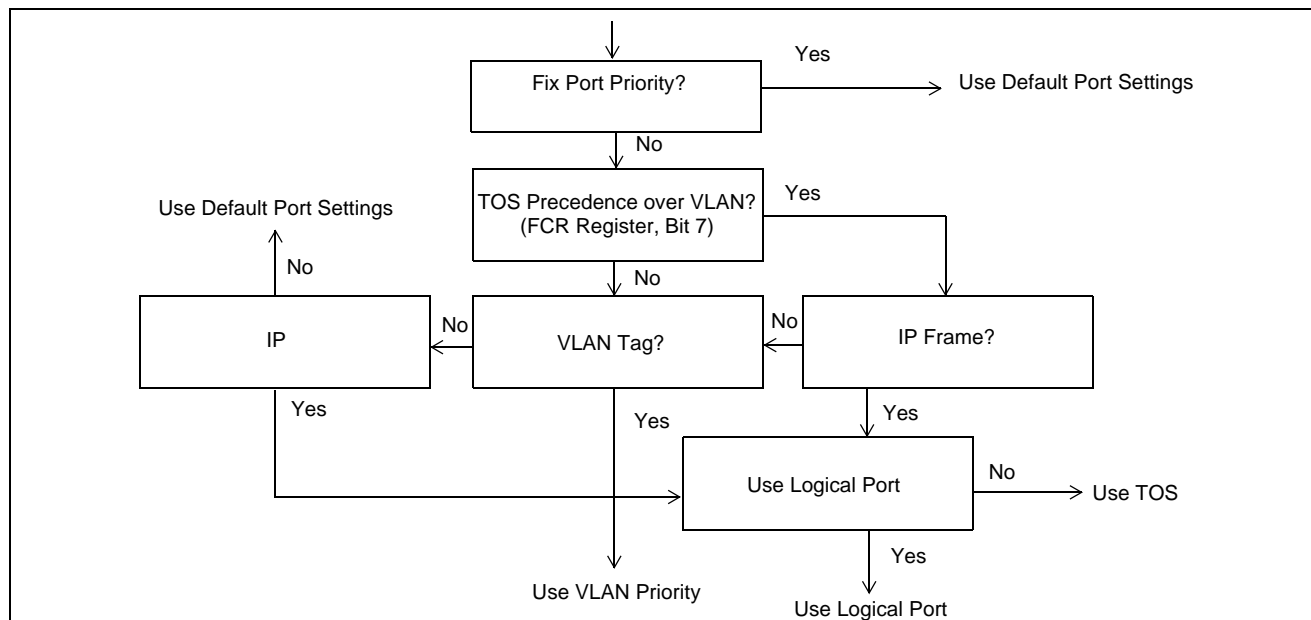 Yes
Fix Port Priority?
Use Default Port Settings
No
TOS Precedence over VLAN?
(FCR Register, Bit 7)
Yes
Use Default Port Settings
No
No
IP
No
VLAN Tag?
No
IP Frame?
Yes
Yes
Yes
Use Logical Port
No
Use TOS
Yes
Use VLAN Priority
Use Logical Port